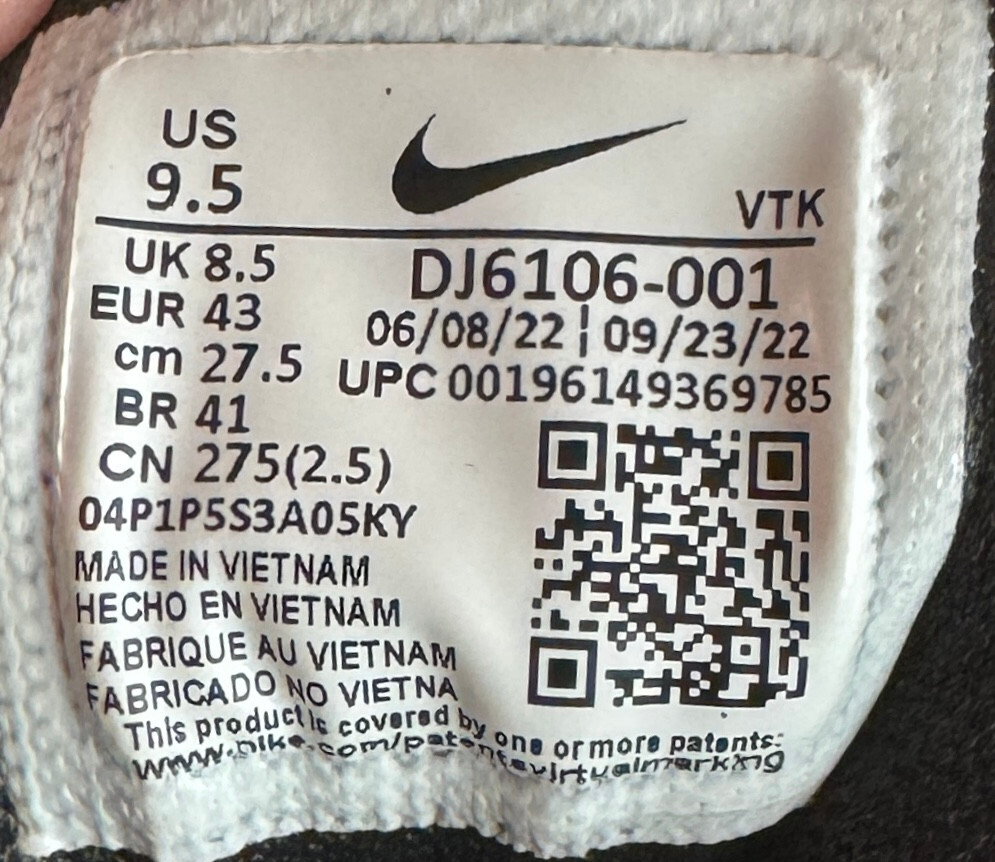 US
9.5
VTK
UK 8.5
EUR 43
cm 27.5
BR 41
CN 275(2.5)
DJ6106-001
06/08/22 | 09/23/22
UPC 00196149369785
04P1P5S3A05KY
MADE IN VIETNAM
HECHO EN VIETNAM
FABRIQUE AU VIETNAM
FABRICADO NO VIETNA
This product is covered by one or more patents: